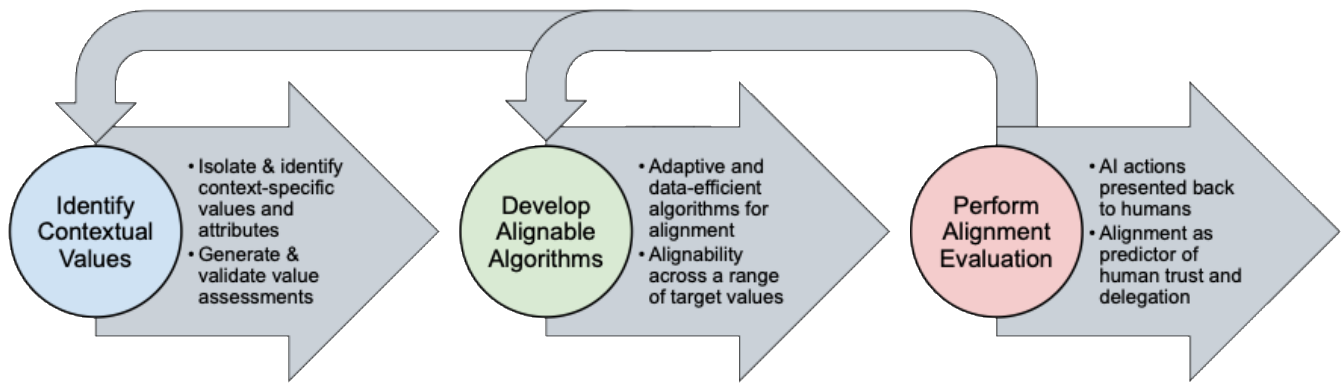 Identify
Contextual
Values
• Isolate & identify
context-specific
values and
attributes
• Generate &
validate value
assessments
Develop
Alignable
Algorithms
• Adaptive and
data-efficient
algorithms for
alignment
• Alignability
across a range
of target values
Perform
Alignment
Evaluation
• AI actions
presented back
to humans
• Alignment as
predictor of
human trust and
delegation